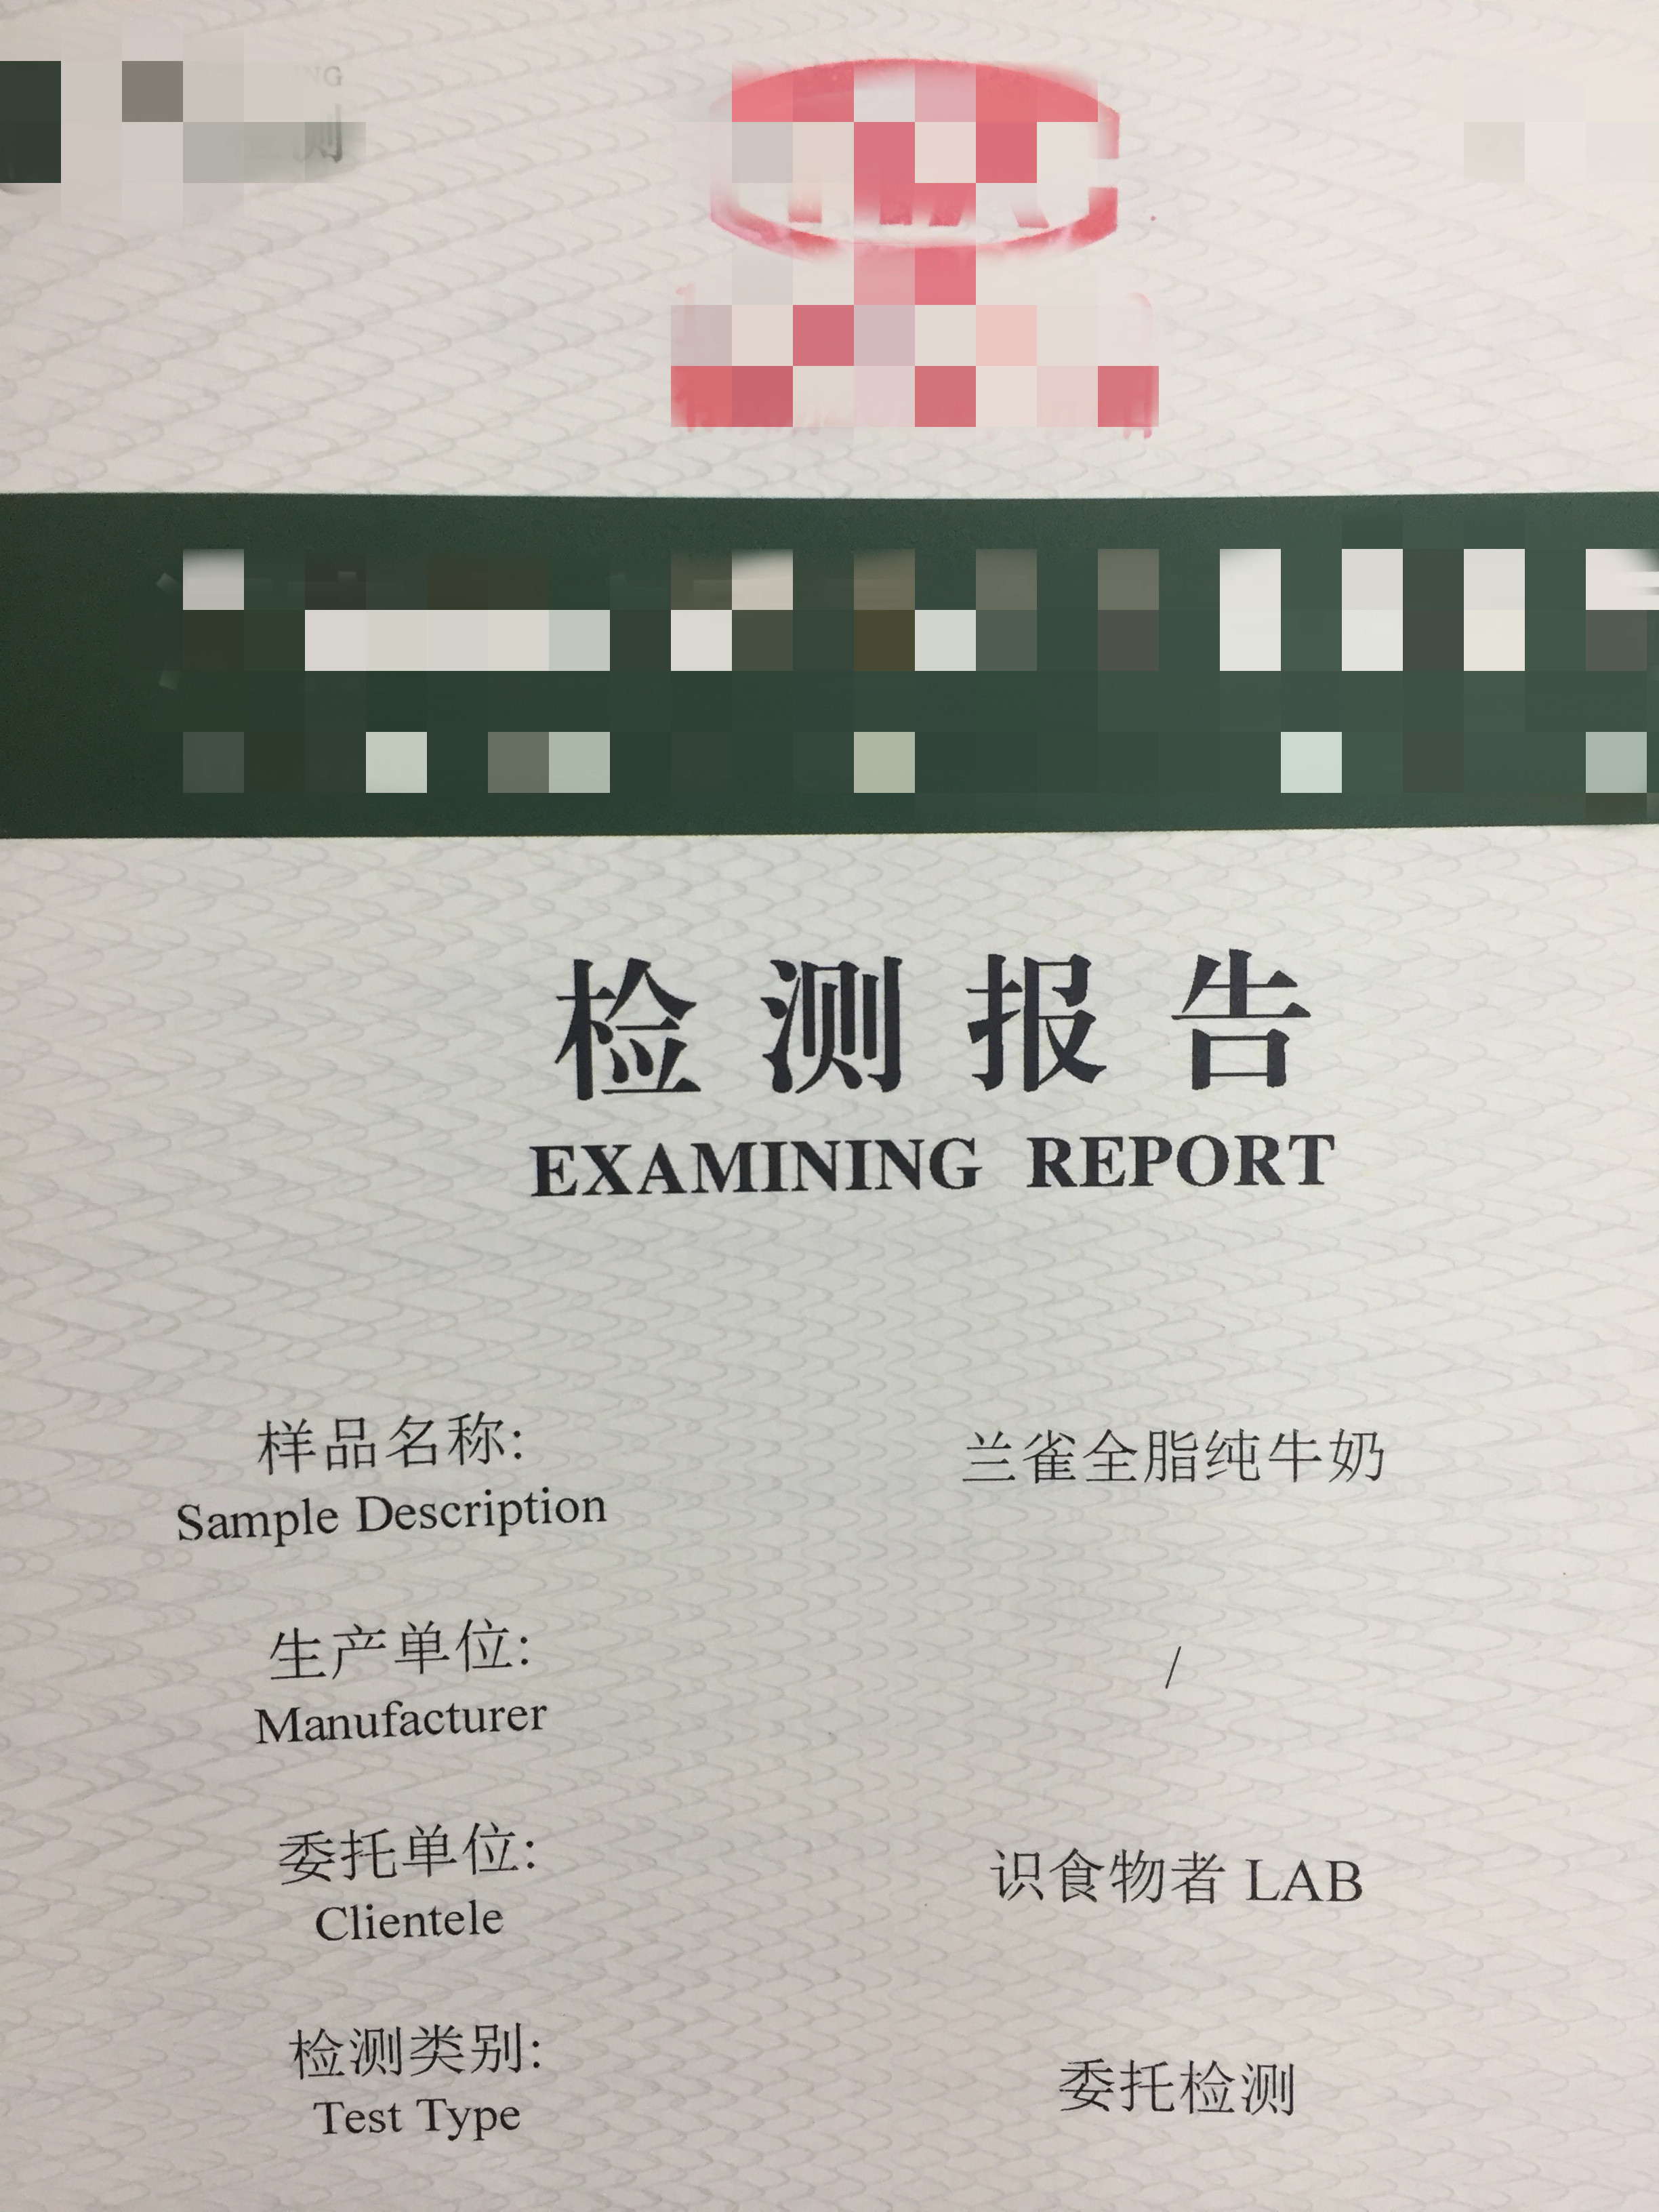 检测报告
EXAMINING REPORT
样品名称: 兰雀全脂纯牛奶
Sample Description
生产单位: /
Manufacturer
委托单位: 识食物者 LAB
Clientele
检测类别: 委托检测
Test Type